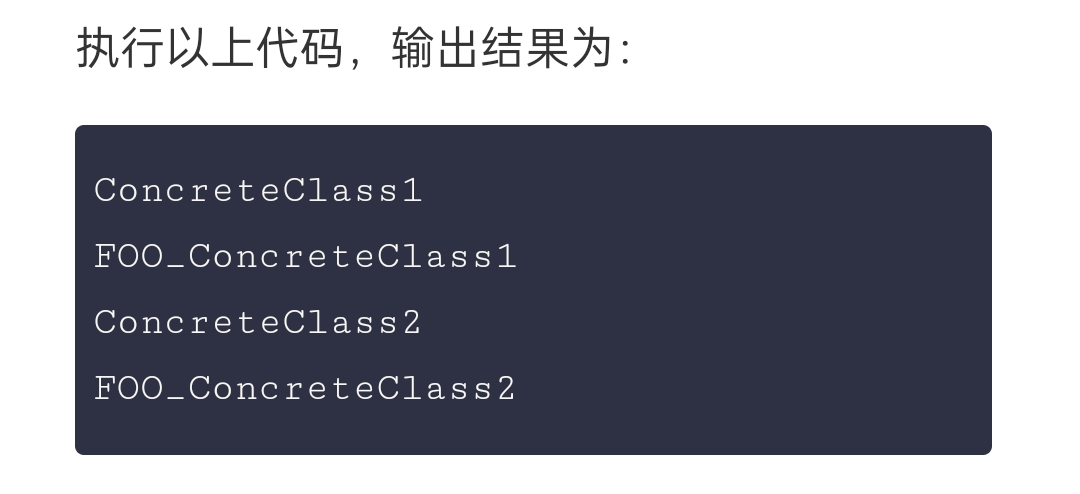 执行以上代码，输出结果为：
ConcreteClass1
FOO_ConcreteClass1
ConcreteClass2
FOO_ConcreteClass2